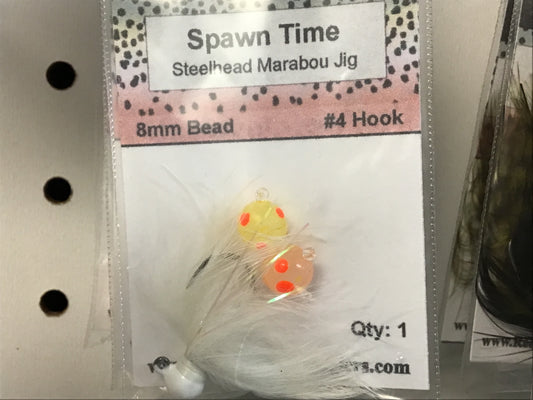 Spawn Time
Steelhead Marabou Jig
8mm Bead #4 Hook
Qty: 1